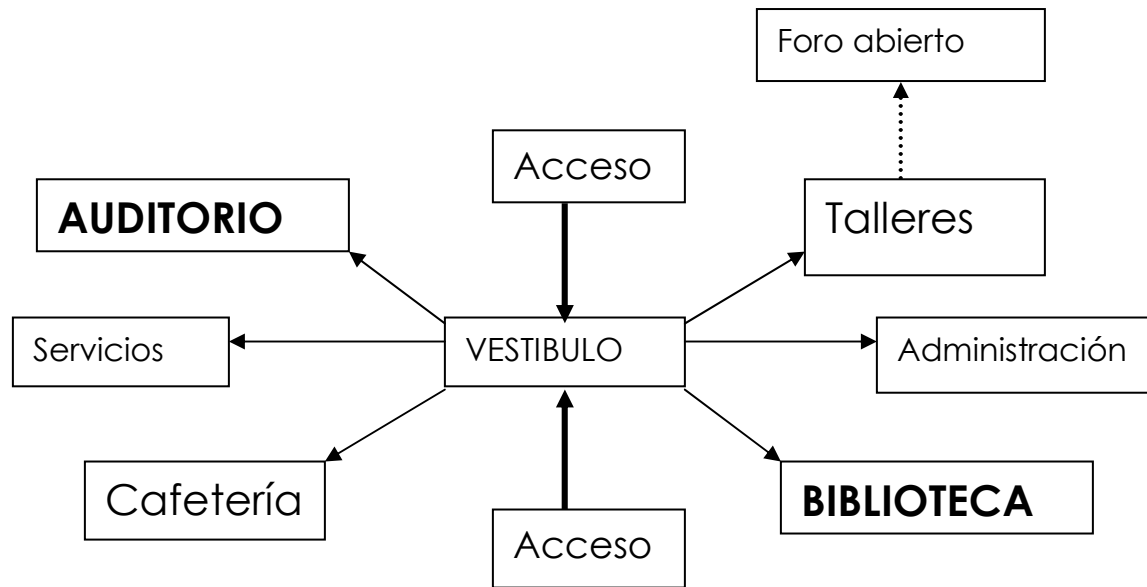 Foro abierto
Acceso
AUDITORIO
Talleres
Servicios
VESTIBULO
Administración
Cafetería
BIBLIOTECA
Acceso